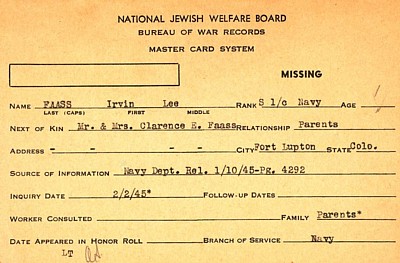 NATIONAL JEWISH WELFARE BOARD
BUREAU OF WAR RECORDS
MASTER CARD SYSTEM
MISSING
NAME FAASS Irvin Lee RANK S 1/c Navy AGE
LAST (CAPS) FIRST MIDDLE
NEXT OF KIN Mr. & Mrs. Clarence E. Faass RELATIONSHIP Parents
ADDRESS - - - - CITY Fort Lupton STATE Colo.
SOURCE OF INFORMATION Navy Dept. Rel. 1/10/45-Pg. 4292
INQUIRY DATE 2/2/45* FOLLOW-UP DATES
WORKER CONSULTED FAMILY Parents*
DATE APPEARED IN HONOR ROLL BRANCH OF SERVICE Navy
LT